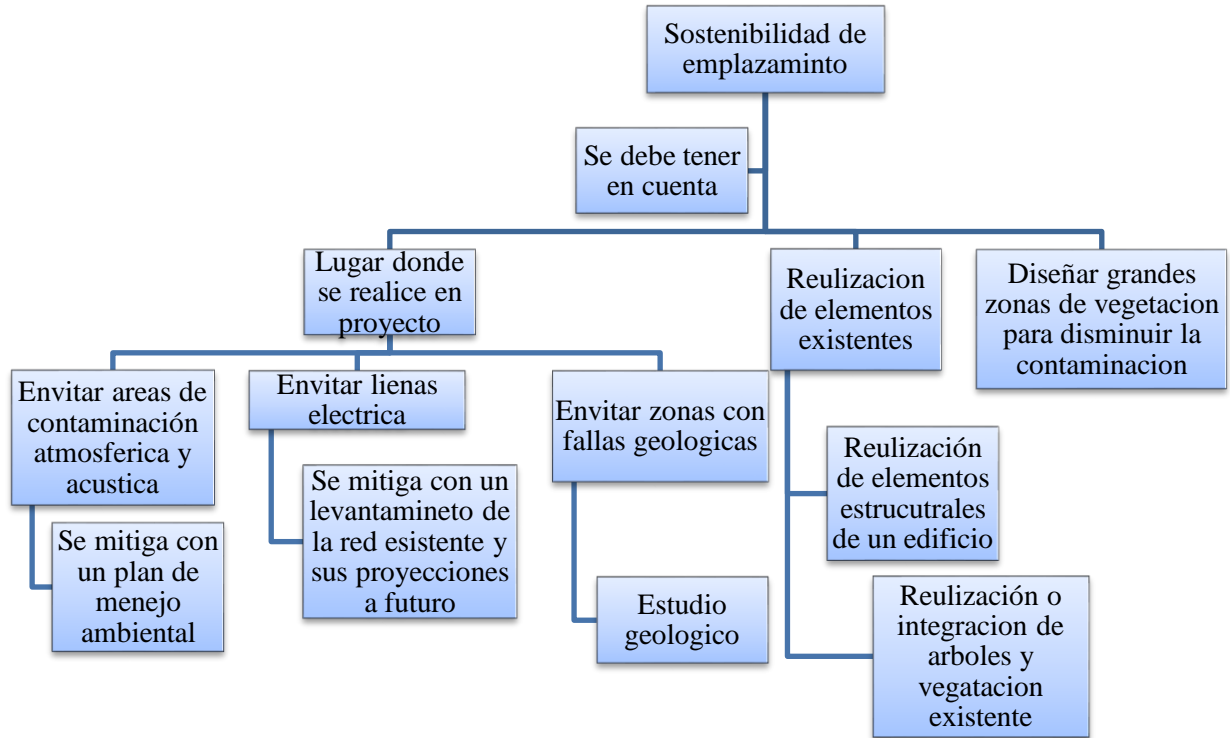 Sostenibilidad de
emplazaminto
Se debe tener
en cuenta
Lugar donde
se realice en
proyecto
Envitar areas de
contaminación
atmosferica y
acustica
Se mitiga con
un plan de
menejo
ambiental
Envitar lienas
electrica
Se mitiga con un
levantamineto de
la red esistente y
sus proyecciones
a futuro
Envitar zonas con
fallas geologicas
Estudio
geologico
Reulizacion
de elementos
existentes
Reulización
de elementos
estrucutrales
de un edificio
Reulización o
integracion de
arboles y
vegatacion
existente
Diseñar grandes
zonas de vegetacion
para disminuir la
contaminacion